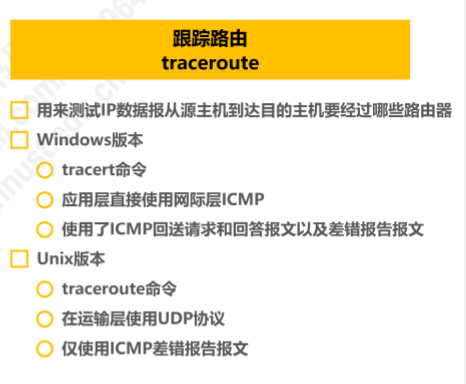 跟踪路由
traceroute
用来测试IP数据报从源主机到达目的主机要经过哪些路由器
Windows版本
tracert命令
应用层直接使用网际层ICMP
使用了ICMP回送请求和回答报文以及差错报告报文
Unix版本
traceroute命令
在运输层使用UDP协议
仅使用ICMP差错报告报文